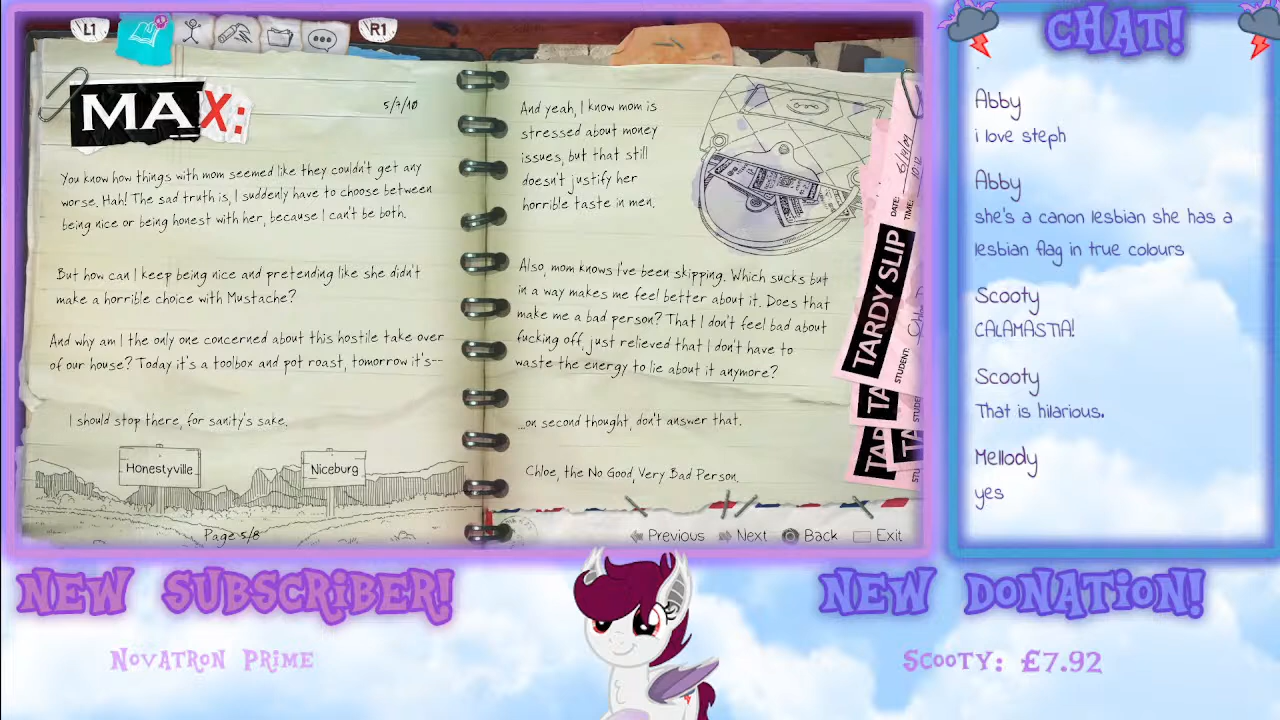 L1
R1
MAX:
5/7/10
You know how things with mom seemed like they couldn't get any
worse. Hah! The sad truth is, I suddenly have to choose between
being nice or being honest with her, because I can't be both.
But how can I keep being nice and pretending like she didn't
make a horrible choice with Mustache?
And why am I the only one concerned about this hostile take over
of our house? Today it's a toolbox and pot roast, tomorrow it's--
I should stop there, for sanity's sake.
Honestyville
Niceburg
Page 5/8
And yeah, I know mom is
stressed about money
issues, but that still
doesn't justify her
horrible taste in men.
Also, mom knows I've been skipping. Which sucks but
in a way makes me feel better about it. Does that
make me a bad person? That I don't feel bad about
fucking off, just relieved that I don't have to
waste the energy to lie about it anymore?
...on second thought, don't answer that.
Chloe, the No Good, Very Bad Person.
TARDY SLIP
DATE:
TIME:
STUDENT:
TA
STUDE
TAR
TA
STU
Previous
Next
Back
Exit
CHAT!
Abby
i love steph
Abby
she's a canon lesbian she has a
lesbian flag in true colours
Scooty
CALAMASTIA!
Scooty
That is hilarious.
Mellody
yes
NEW SUBSCRIBER!
Novatron Prime
NEW DONATION!
Scooty: £7.92